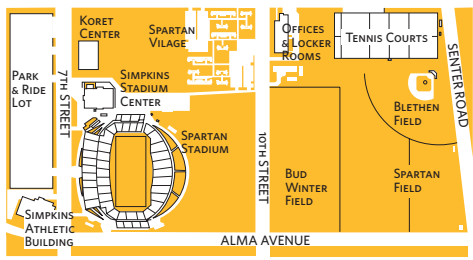 KORET
CENTER
SPARTAN
VILAGE
OFFICES
& LOCKER
ROOMS
TENNIS COURTS
SENTER ROAD
PARK
& RIDE
LOT
7TH STREET
SIMPKINS
STADIUM
CENTER
BLETHEN
FIELD
SPARTAN
STADIUM
10TH STREET
BUD
WINTER
FIELD
SPARTAN
FIELD
SIMPKINS
ATHLETIC
BUILDING
ALMA AVENUE